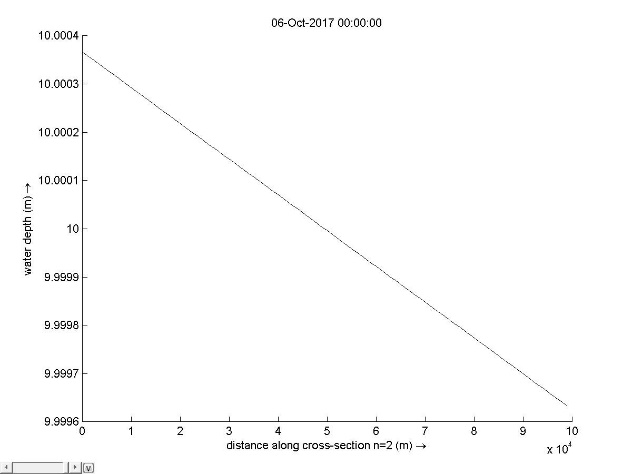 06-Oct-2017 00:00:00
10.0004
10.0003
10.0002
10.0001
10
9.9999
9.9998
9.9997
9.9996
water depth (m) →
0 1 2 3 4 5 6 7 8 9 10
x 10⁴
distance along cross-section n=2 (m) →
v